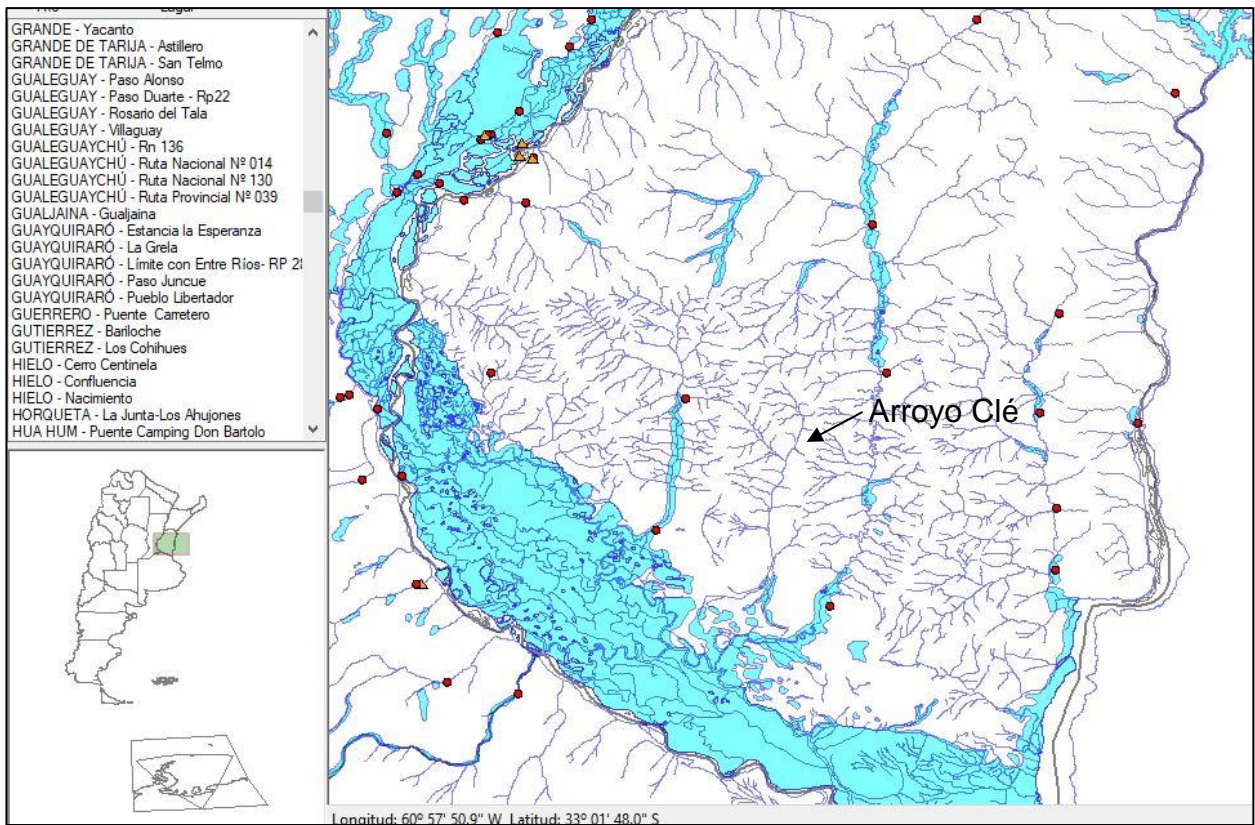 Lugar
GRANDE - Yacanto
GRANDE DE TARIJA - Astillero
GRANDE DE TARIJA - San Telmo
GUALEGUAY - Paso Alonso
GUALEGUAY - Paso Duarte - Rp22
GUALEGUAY - Rosario del Tala
GUALEGUAY - Villaguay
GUALEGUAYCHÚ - Rn 136
GUALEGUAYCHÚ - Ruta Nacional Nº 014
GUALEGUAYCHÚ - Ruta Nacional Nº 130
GUALEGUAYCHÚ - Ruta Provincial Nº 039
GUALJAINA - Gualjaina
GUAYQUIRARÓ - Estancia la Esperanza
GUAYQUIRARÓ - La Grela
GUAYQUIRARÓ - Límite con Entre Ríos- RP 28
GUAYQUIRARÓ - Paso Juncue
GUAYQUIRARÓ - Pueblo Libertador
GUERRERO - Puente Carretero
GUTIERREZ - Bariloche
GUTIERREZ - Los Cohihues
HIELO - Cerro Centinela
HIELO - Confluencia
HIELO - Nacimiento
HORQUETA - La Junta-Los Ahujones
HUA HUM - Puente Camping Don Bartolo
Arroyo Clé
Longitud: 60º 57' 50.9" W Latitud: 33º 01' 48.0" S